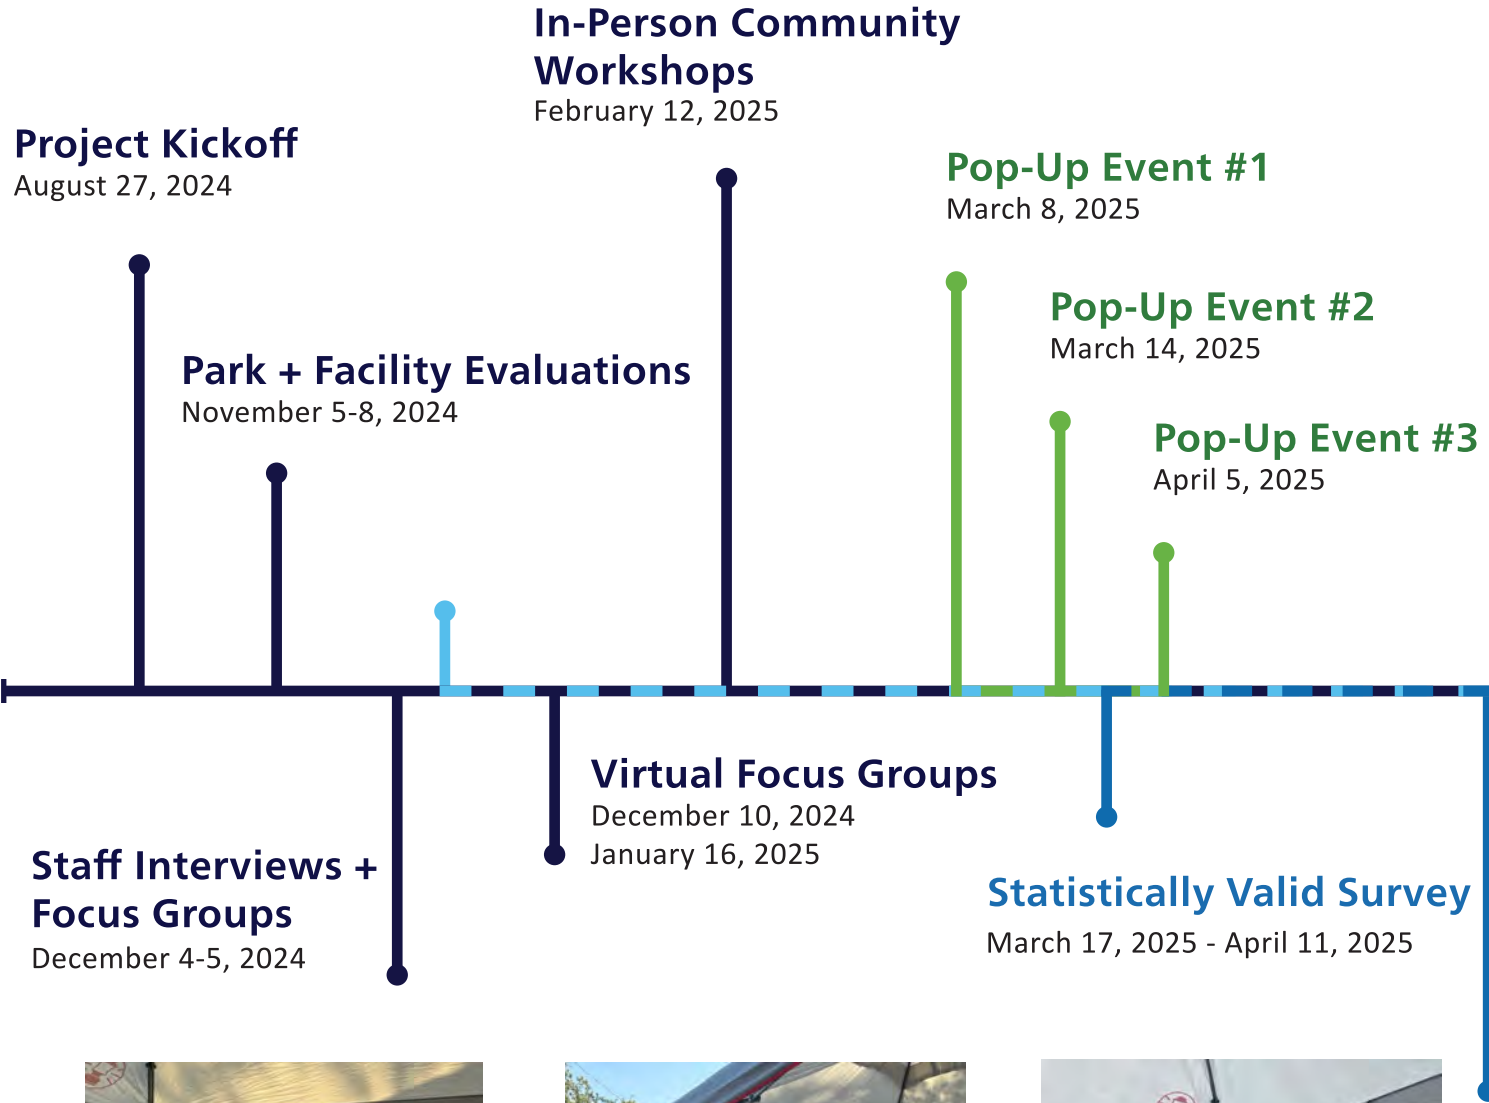 In-Person Community
Workshops
February 12, 2025
Project Kickoff
August 27, 2024
Pop-Up Event #1
March 8, 2025
Pop-Up Event #2
March 14, 2025
Park + Facility Evaluations
November 5-8, 2024
Pop-Up Event #3
April 5, 2025
Virtual Focus Groups
December 10, 2024
January 16, 2025
Staff Interviews +
Focus Groups
December 4-5, 2024
Statistically Valid Survey
March 17, 2025 - April 11, 2025